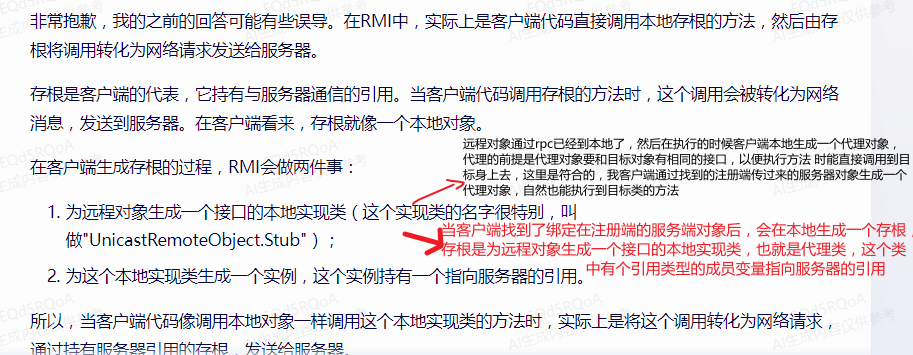 非常抱歉，我的之前的回答可能有些误导。在RMI中，实际上是客户端代码直接调用本地存根的方法，然后由存
根将调用转化为网络请求发送给服务器。
存根是客户端的代表，它持有与服务器通信的引用。当客户端代码调用存根的方法时，这个调用会被转化为网络
消息，发送到服务器。在客户端看来，存根就像一个本地对象。
在客户端生成存根的过程，RMI会做两件事：
远程对象通过rpc已经到本地了，然后在执行的时候客户端本地生成一个代理对象，
代理的前提是代理对象要和目标对象有相同的接口，以便执行方法 时能直接调用到目
标身上去，这里是符合的，我客户端通过找到的注册端传过来的服务器对象生成一个
代理对象，自然也能执行到目标类的方法
1. 为远程对象生成一个接口的本地实现类（这个实现类的名字很特别，叫
做"UnicastRemoteObject.Stub"）；
当客户端找到了绑定在注册端的服务端对象后，会在本地生成一个存根，
存根是为远程对象生成一个接口的本地实现类，也就是代理类，这个类
中有个引用类型的成员变量指向服务器的引用
2. 为这个本地实现类生成一个实例，这个实例持有一个指向服务器的引用。
所以，当客户端代码像调用本地对象一样调用这个本地实现类的方法时，实际上是将这个调用转化为网络请求，
通过持有服务器引用的存根，发送给服务器。